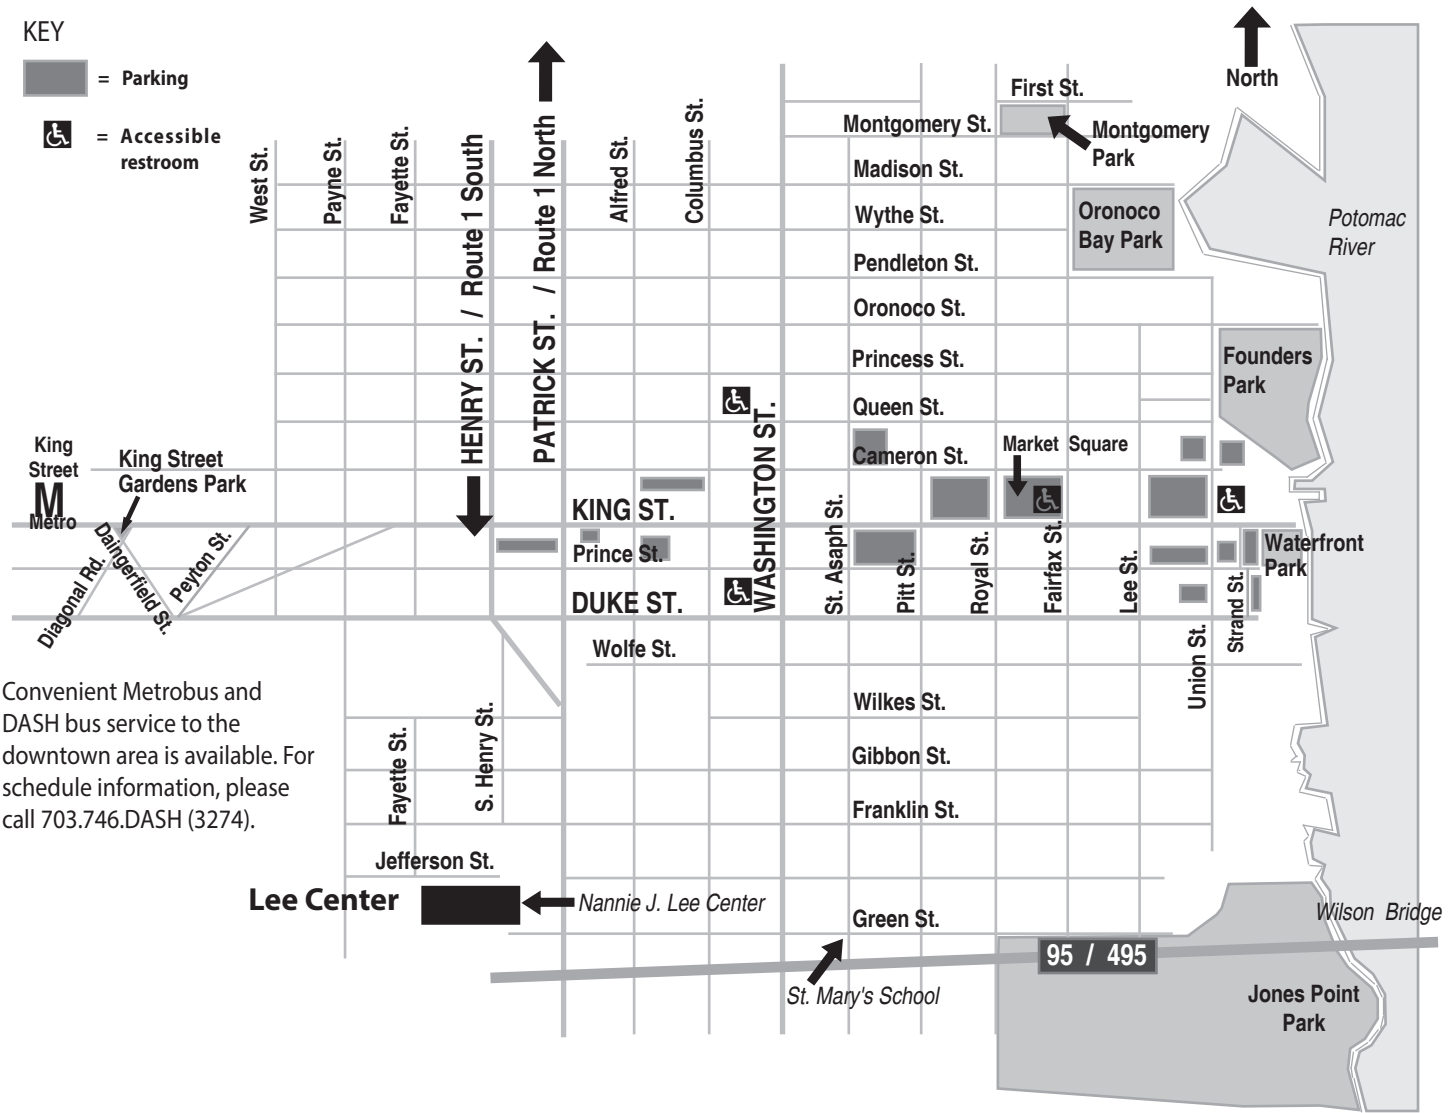 KEY
= Parking
= Accessible
restroom
North
First St.
Montgomery St.
Montgomery
Park
Madison St.
Wythe St.
Oronoco
Bay Park
Pendleton St.
Oronoco St.
Princess St.
Queen St.
Cameron St.
Founders
Park
Potomac
River
West St.
Payne St.
Fayette St.
HENRY ST. / Route 1 South
PATRICK ST. / Route 1 North
Alfred St.
Columbus St.
WASHINGTON ST.
King
Street
M
Metro
King Street
Gardens Park
Market Square
KING ST.
Prince St.
DUKE ST.
Diagonal Rd.
Daingerfield St.
Peyton St.
St. Asaph St.
Pitt St.
Royal St.
Fairfax St.
Lee St.
Union St.
Strand St.
Waterfront
Park
Wolfe St.
Wilkes St.
Gibbon St.
Franklin St.
Fayette St.
S. Henry St.
Jefferson St.
Convenient Metrobus and
DASH bus service to the
downtown area is available. For
schedule information, please
call 703.746.DASH (3274).
Lee Center
Nannie J. Lee Center
Green St.
St. Mary's School
95 / 495
Wilson Bridge
Jones Point
Park